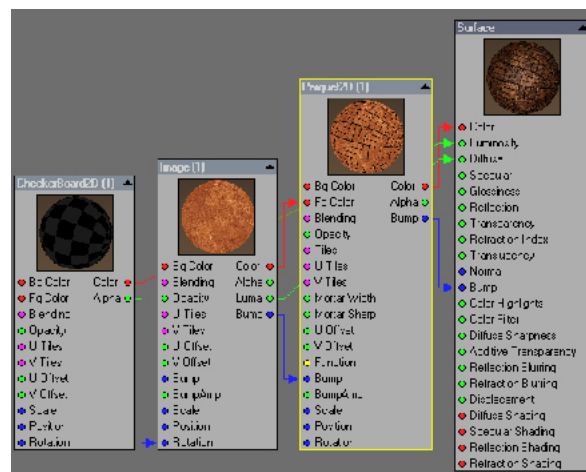 CheckerBoard2D (1)
Bg Color
Color
Fg Color
Alpha
Blending
Opacity
U Tiles
V Tiles
U Offset
V Offset
Scale
Position
Rotation
Image (1)
Bg Color
Color
Blending
Alpha
Opacity
Luma
U Tiles
Bump
V Tiles
U Offset
V Offset
Bump
BumpAmp
Scale
Position
Rotation
Parquet2D (1)
Bg Color
Color
Fg Color
Alpha
Blending
Bump
Opacity
Tiles
U Tiles
V Tiles
Mortar Width
Mortar Sharp
U Offset
V Offset
Function
Bump
BumpAmp
Scale
Position
Rotation
Surface
Color
Luminosity
Diffuse
Specular
Glossiness
Reflection
Transparency
Refraction Index
Translucency
Normal
Bump
Color Highlights
Color Filter
Diffuse Sharpness
Additive Transparency
Reflection Blurring
Refraction Blurring
Displacement
Diffuse Shading
Specular Shading
Reflection Shading
Refraction Shading